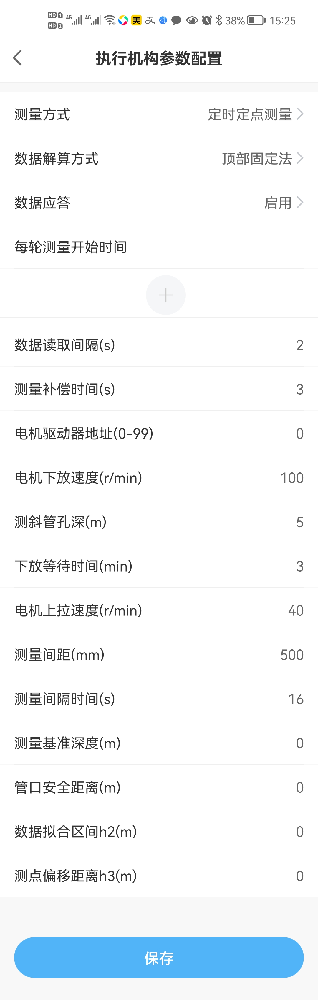 HD 1 4G 4G 美 支 38% 15:25
HD 2
执行机构参数配置
测量方式 定时定点测量
数据解算方式 顶部固定法
数据应答 启用
每轮测量开始时间
数据读取间隔(s) 2
测量补偿时间(s) 3
电机驱动器地址(0-99) 0
电机下放速度(r/min) 100
测斜管孔深(m) 5
下放等待时间(min) 3
电机上拉速度(r/min) 40
测量间距(mm) 500
测量间隔时间(s) 16
测量基准深度(m) 0
管口安全距离(m) 0
数据拟合区间h2(m) 0
测点偏移距离h3(m) 0
保存